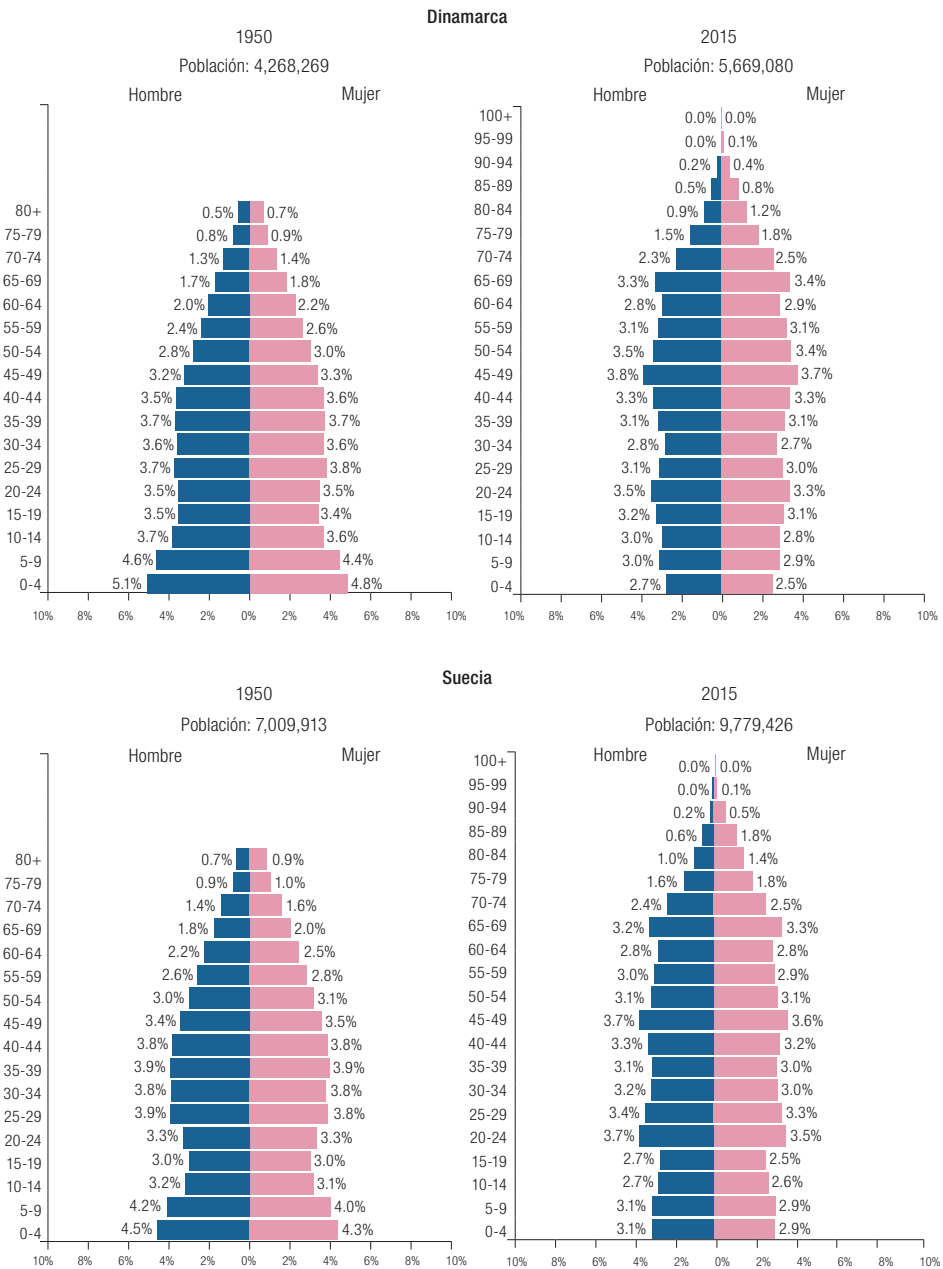 Dinamarca
1950
Población: 4,268,269
Hombre Mujer
80+ 0.5% 0.7%
75-79 0.8% 0.9%
70-74 1.3% 1.4%
65-69 1.7% 1.8%
60-64 2.0% 2.2%
55-59 2.4% 2.6%
50-54 2.8% 3.0%
45-49 3.2% 3.3%
40-44 3.5% 3.6%
35-39 3.7% 3.7%
30-34 3.6% 3.6%
25-29 3.7% 3.8%
20-24 3.5% 3.5%
15-19 3.5% 3.4%
10-14 3.7% 3.6%
5-9 4.6% 4.4%
0-4 5.1% 4.8%
10% 8% 6% 4% 2% 0% 2% 4% 6% 8% 10%
2015
Población: 5,669,080
Hombre Mujer
100+ 0.0% 0.0%
95-99 0.0% 0.1%
90-94 0.2% 0.4%
85-89 0.5% 0.8%
80-84 0.9% 1.2%
75-79 1.5% 1.8%
70-74 2.3% 2.5%
65-69 3.3% 3.4%
60-64 2.8% 2.9%
55-59 3.1% 3.1%
50-54 3.5% 3.4%
45-49 3.8% 3.7%
40-44 3.3% 3.3%
35-39 3.1% 3.1%
30-34 2.8% 2.7%
25-29 3.1% 3.0%
20-24 3.5% 3.3%
15-19 3.2% 3.1%
10-14 3.0% 2.8%
5-9 3.0% 2.9%
0-4 2.7% 2.5%
10% 8% 6% 4% 2% 0% 2% 4% 6% 8% 10%
Suecia
1950
Población: 7,009,913
Hombre Mujer
80+ 0.7% 0.9%
75-79 0.9% 1.0%
70-74 1.4% 1.6%
65-69 1.8% 2.0%
60-64 2.2% 2.5%
55-59 2.6% 2.8%
50-54 3.0% 3.1%
45-49 3.4% 3.5%
40-44 3.8% 3.8%
35-39 3.9% 3.9%
30-34 3.8% 3.8%
25-29 3.9% 3.8%
20-24 3.3% 3.3%
15-19 3.0% 3.0%
10-14 3.2% 3.1%
5-9 4.2% 4.0%
0-4 4.5% 4.3%
10% 8% 6% 4% 2% 0% 2% 4% 6% 8% 10%
2015
Población: 9,779,426
Hombre Mujer
100+ 0.0% 0.0%
95-99 0.0% 0.1%
90-94 0.2% 0.5%
85-89 0.6% 1.8%
80-84 1.0% 1.4%
75-79 1.6% 1.8%
70-74 2.4% 2.5%
65-69 3.2% 3.3%
60-64 2.8% 2.8%
55-59 3.0% 2.9%
50-54 3.1% 3.1%
45-49 3.7% 3.6%
40-44 3.3% 3.2%
35-39 3.1% 3.0%
30-34 3.2% 3.0%
25-29 3.4% 3.3%
20-24 3.7% 3.5%
15-19 2.7% 2.5%
10-14 2.7% 2.6%
5-9 3.1% 2.9%
0-4 3.1% 2.9%
10% 8% 6% 4% 2% 0% 2% 4% 6% 8% 10%